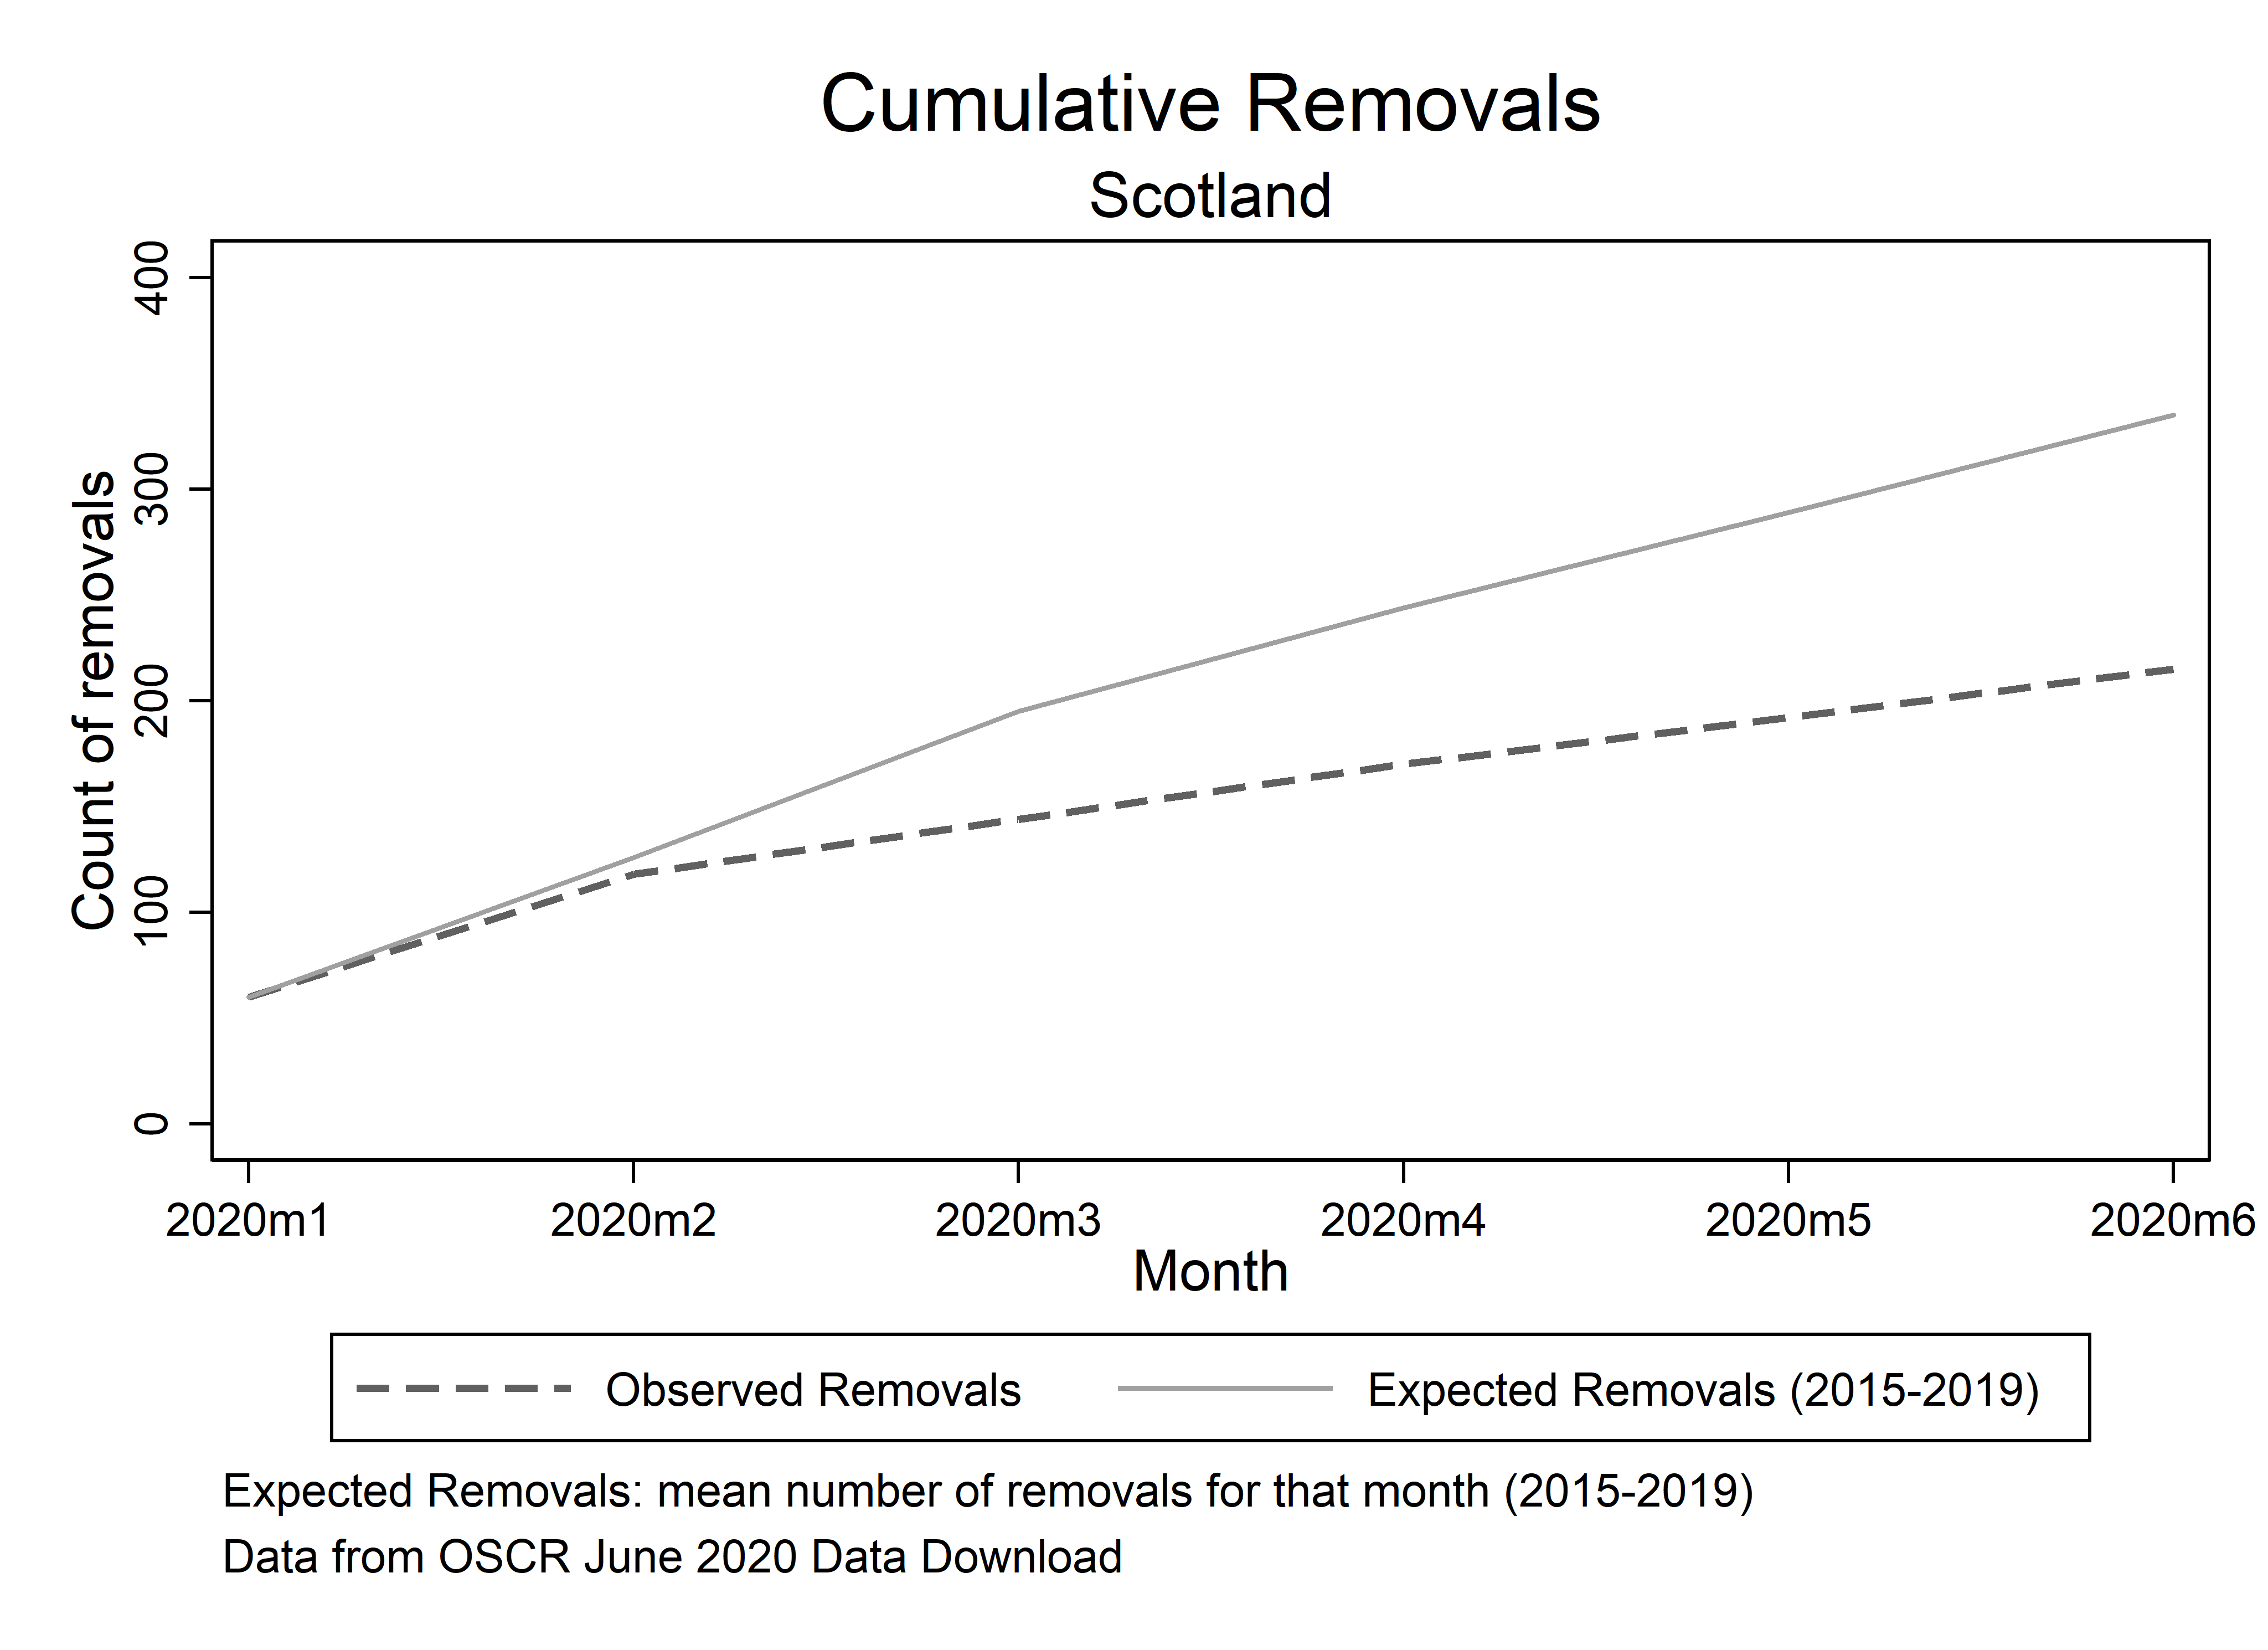 Cumulative Removals
Scotland
Count of removals
400
300
200
100
0
2020m1 2020m2 2020m3 2020m4 2020m5 2020m6
Month
Observed Removals Expected Removals (2015-2019)
Expected Removals: mean number of removals for that month (2015-2019)
Data from OSCR June 2020 Data Download